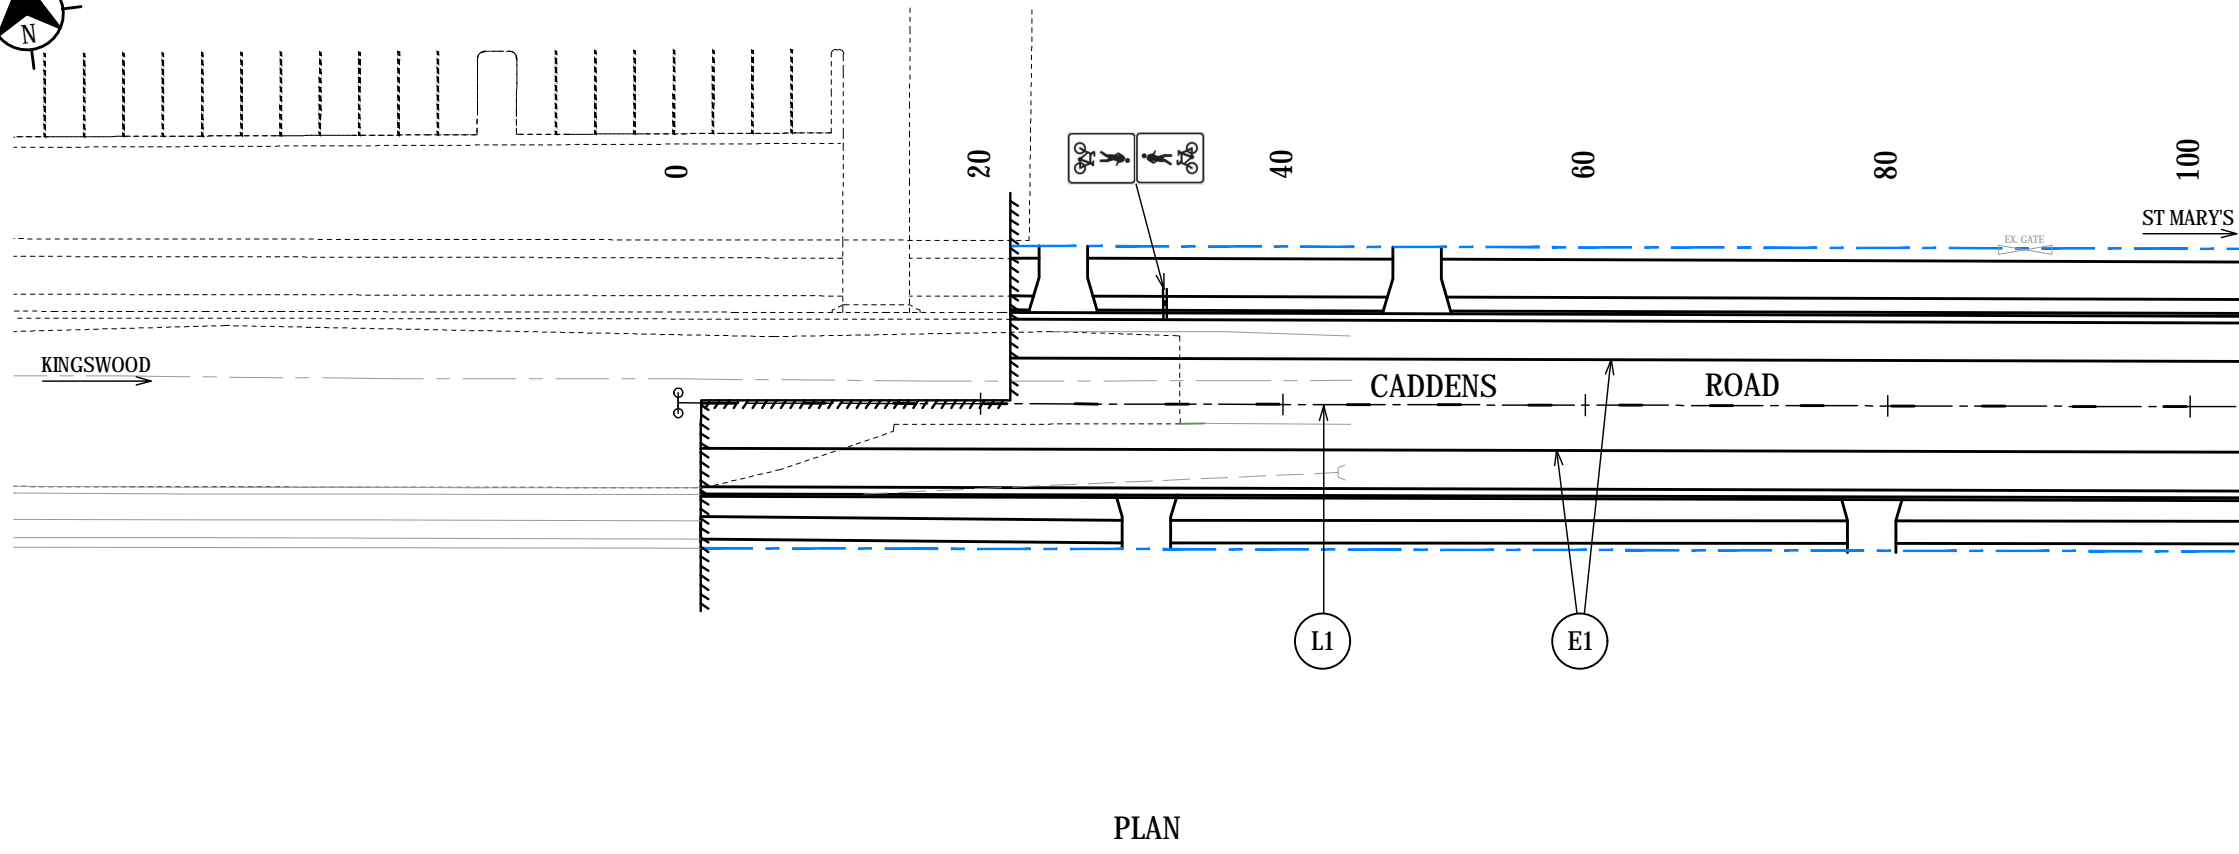 N
0
20
40
60
80
100
ST MARY'S
EX. GATE
KINGSWOOD
CADDENS ROAD
L1
E1
PLAN